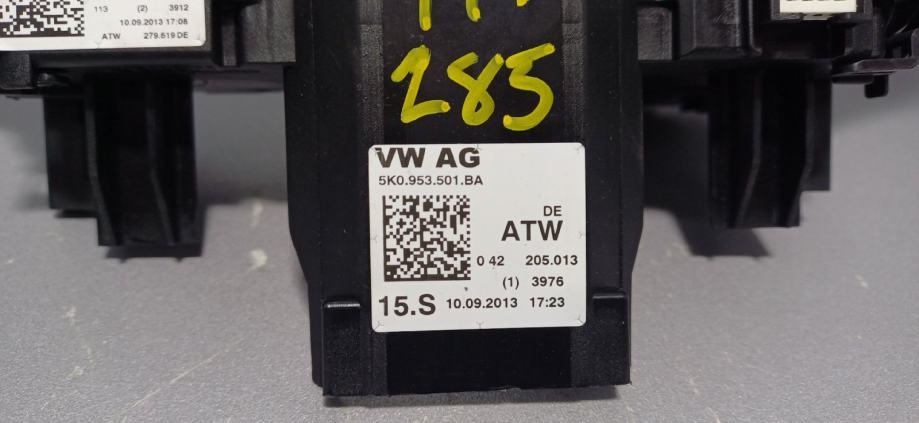 113 (2) 3912
10.09.2013 17:08
ATW 279.619 DE
285
VW AG
5K0.953.501.BA
DE
ATW
0 42 205.013
(1) 3976
15.S 10.09.2013 17:23